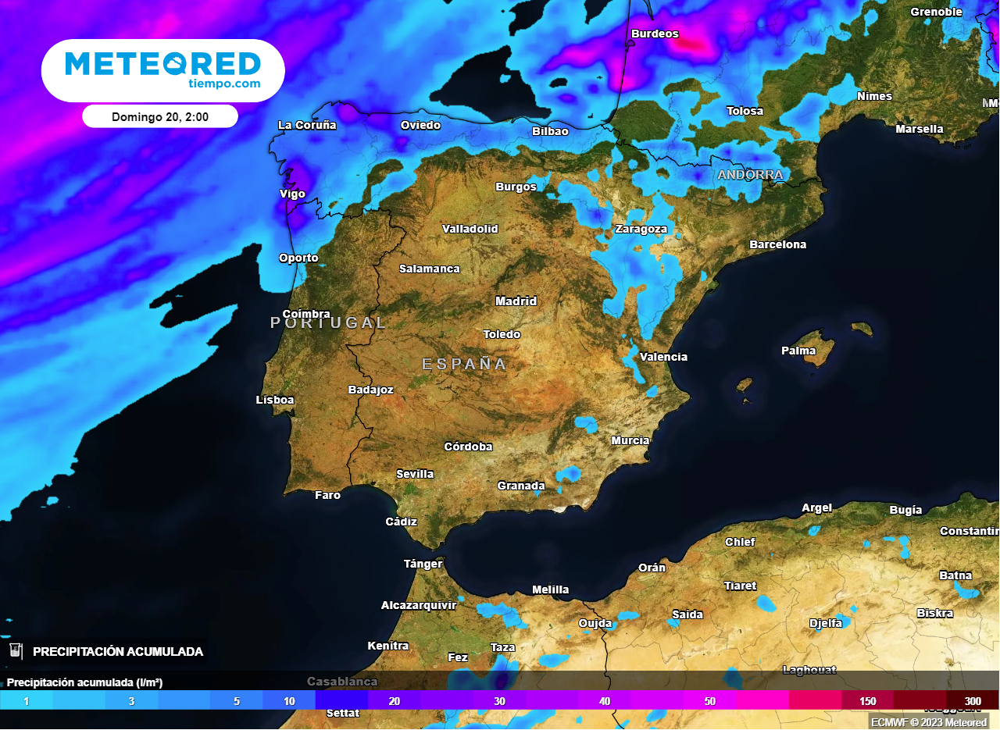 Grenoble
Burdeos
METEORED
tiempo.com
Nimes
Tolosa
Domingo 20, 2:00
La Coruña
Oviedo
Bilbao
Marsella
ANDORRA
Vigo
Burgos
Valladolid
Zaragoza
Barcelona
Oporto
Salamanca
Madrid
Coímbra
PORTUGAL
Toledo
Palma
ESPAÑA
Valencia
Badajoz
Lisboa
Murcia
Córdoba
Sevilla
Granada
Faro
Argel
Bugía
Cádiz
Constantin
Chlef
Tánger
Orán
Batna
Tiaret
Melilla
Alcazarquivir
Saida
Biskra
Oujda
Djelfa
Kenitra
Taza
PRECIPITACIÓN ACUMULADA
Fez
Laghouat
Precipitación acumulada (l/m²)
Casablanca
1 3 5 10 20 30 40 50 150 300
Settat
ECMWF © 2023 Meteored